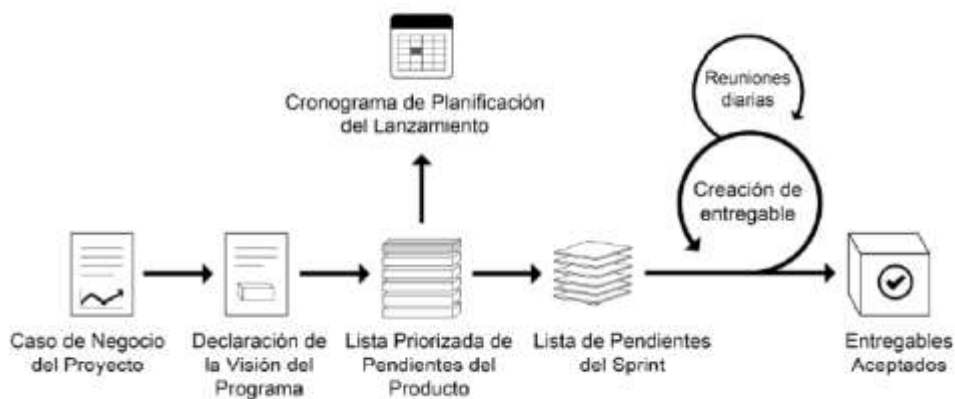 Cronograma de Planificación
del Lanzamiento
Reuniones
diarias
Creación de
entregable
Caso de Negocio
del Proyecto
Declaración de
la Visión del
Programa
Lista Priorizada de
Pendientes del
Producto
Lista de Pendientes
del Sprint
Entregables
Aceptados